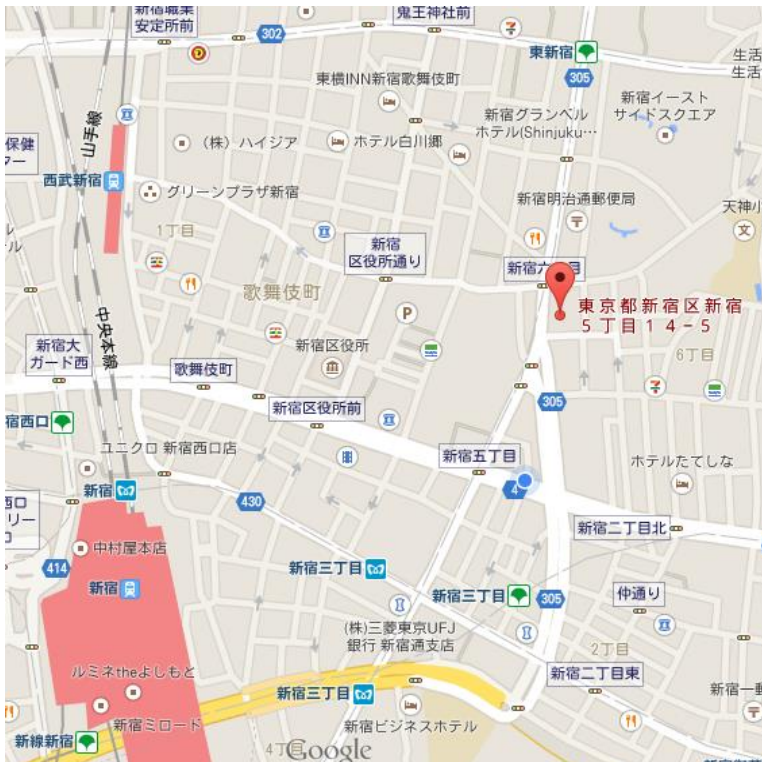 新宿職業
安定所前
鬼王神社前
302
東新宿
305
生活
生活
東横INN新宿歌舞伎町
新宿グランベル
ホテル(Shinjuku…
新宿イースト
サイドスクエア
山手線
保健
ター
(株)ハイジア
ホテル白川郷
西武新宿
グリーンプラザ新宿
新宿明治通郵便局
天神小
文
1丁目
新宿
区役所通り
新宿六丁目
歌舞伎町
P
東京都新宿区新宿
5丁目14-5
中央本線
新宿大
ガード西
新宿区役所
6丁目
歌舞伎町
305
新宿区役所前
宿西口
ユニクロ 新宿西口店
新宿五丁目
ホテルたてしな
新宿
4
西口
リー
430
新宿二丁目北
中村屋本店
414
新宿三丁目
新宿
新宿三丁目
305
仲通り
(株)三菱東京UFJ
銀行 新宿通支店
2丁目
ルミネtheよしもと
新宿二丁目東
新宿三丁目
新宿一
新宿ミロード
新宿ビジネスホテル
新線新宿
4丁目
Google